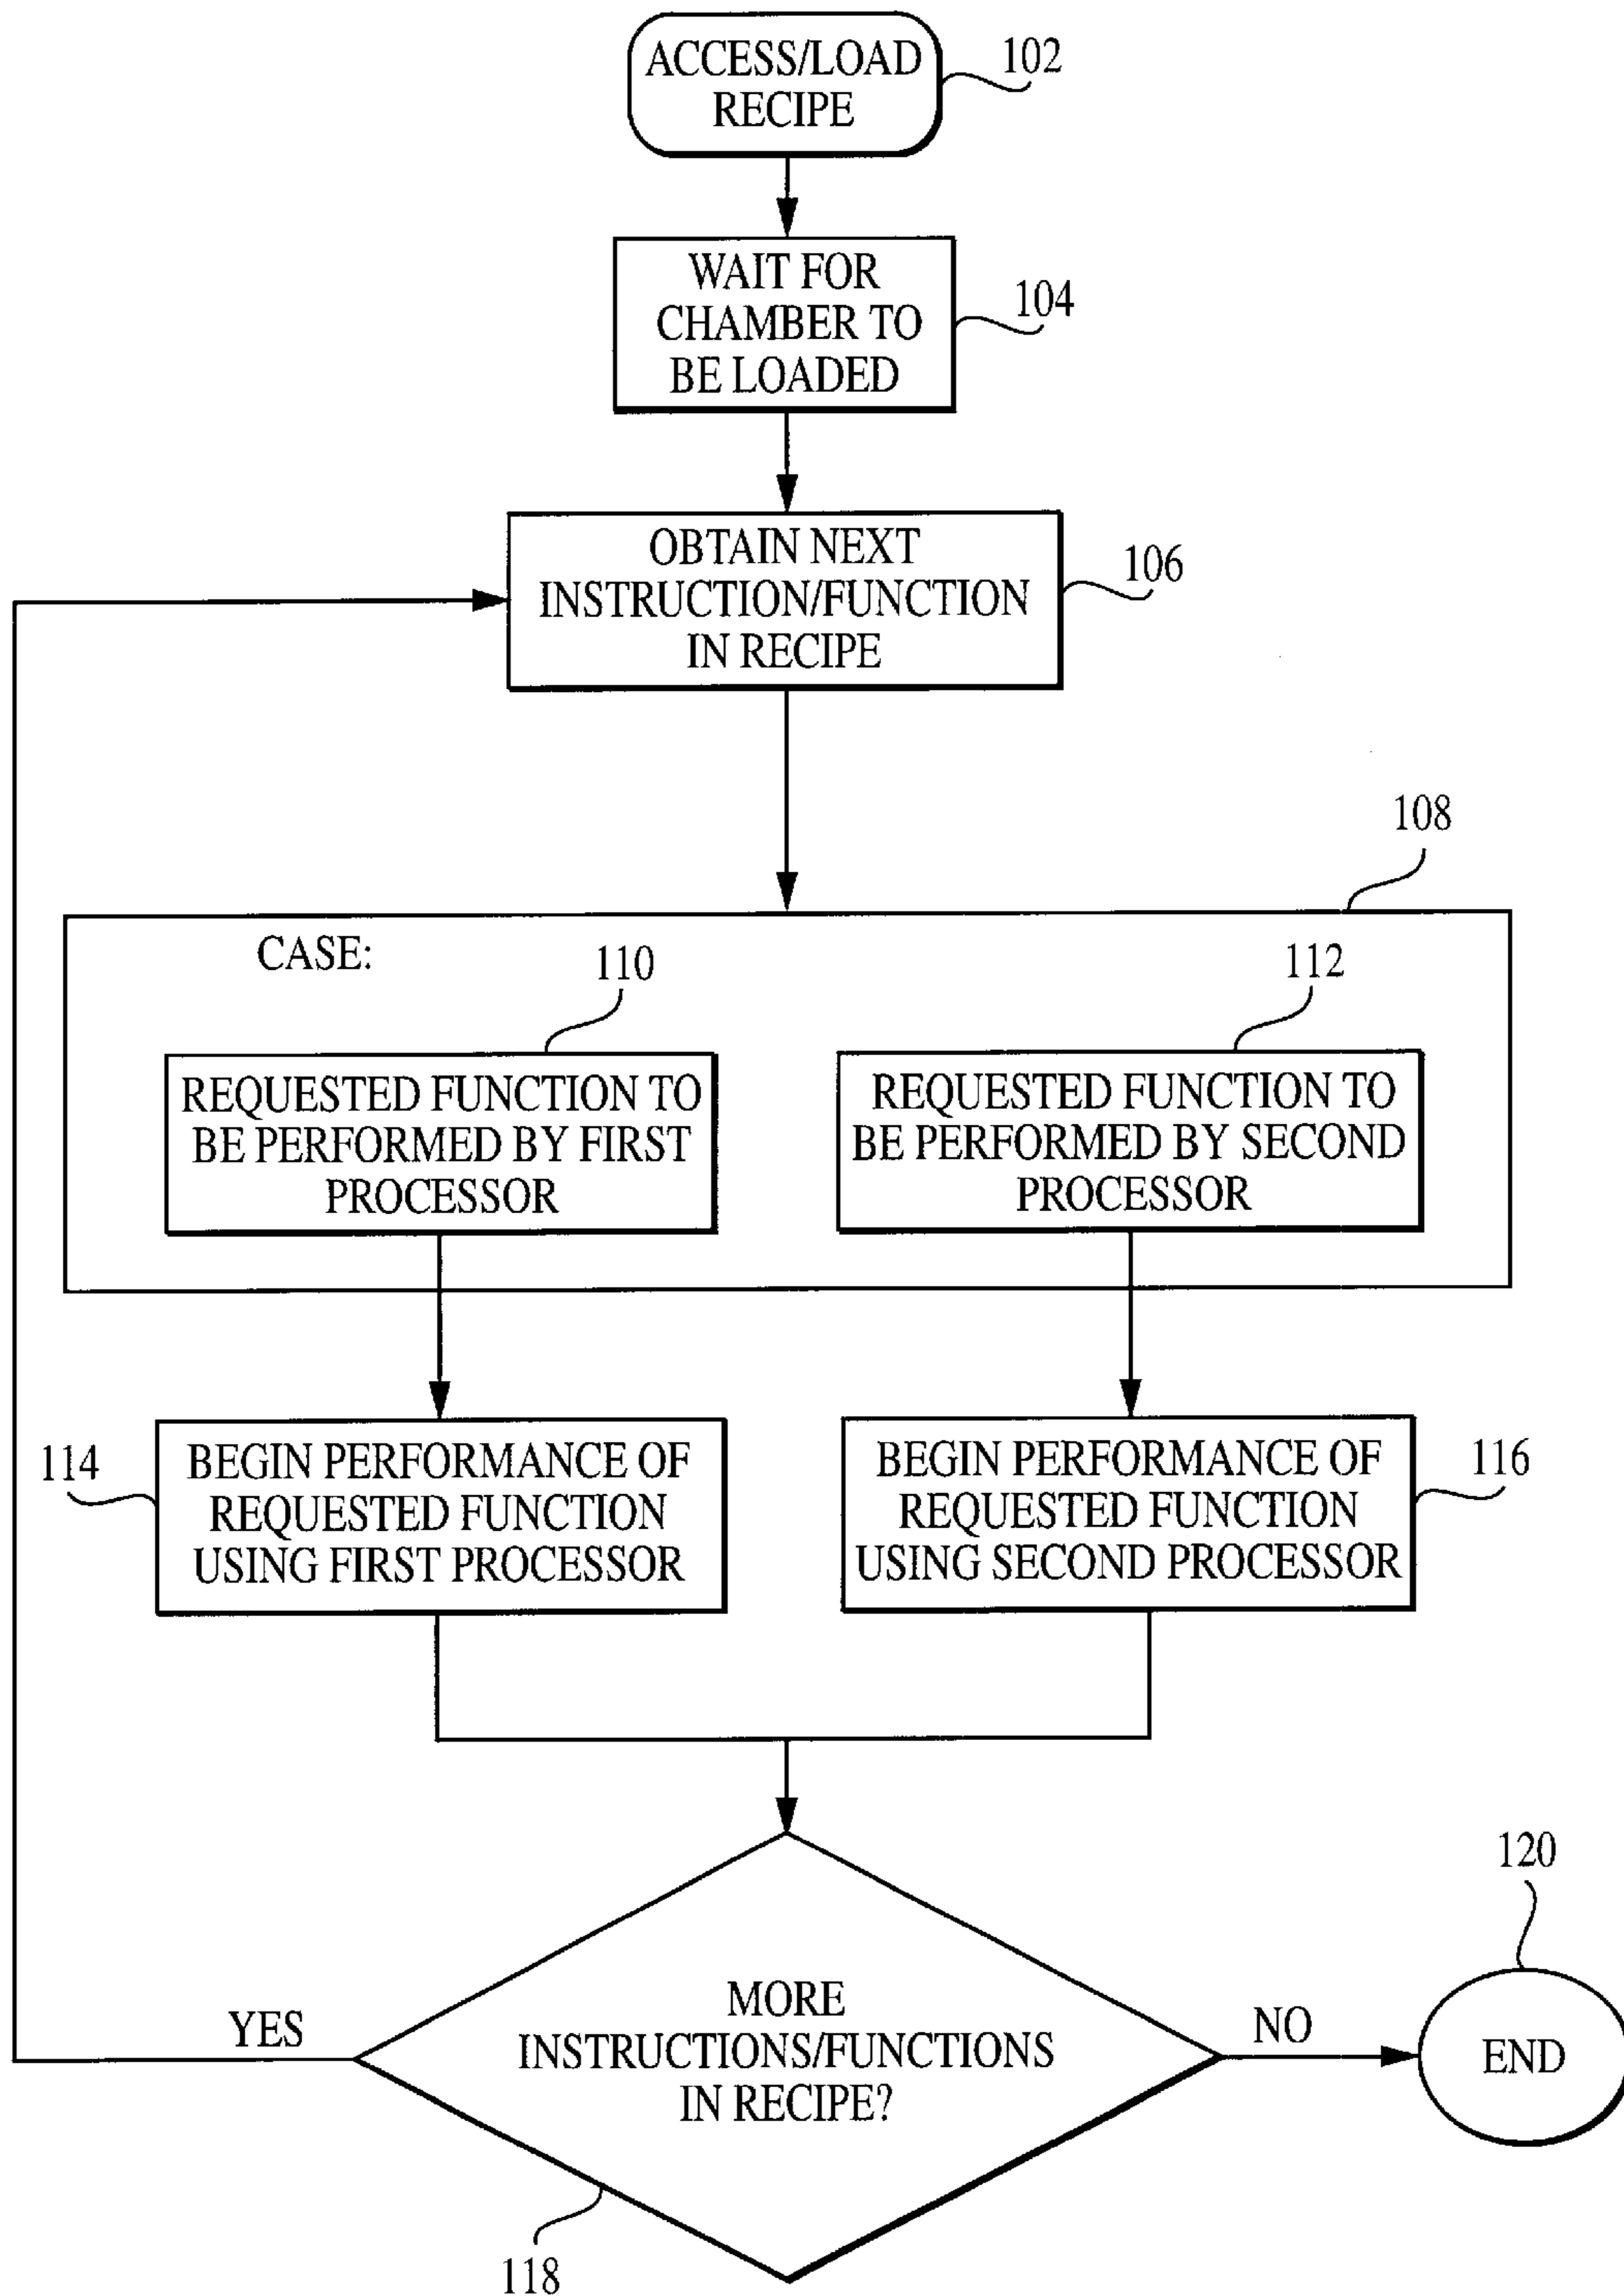 ACCESS/LOAD
RECIPE
102
WAIT FOR
CHAMBER TO
BE LOADED
104
OBTAIN NEXT
INSTRUCTION/FUNCTION
IN RECIPE
106
108
CASE:
110
112
REQUESTED FUNCTION TO
BE PERFORMED BY FIRST
PROCESSOR
REQUESTED FUNCTION TO
BE PERFORMED BY SECOND
PROCESSOR
114
BEGIN PERFORMANCE OF
REQUESTED FUNCTION
USING FIRST PROCESSOR
BEGIN PERFORMANCE OF
REQUESTED FUNCTION
USING SECOND PROCESSOR
116
YES
MORE
INSTRUCTIONS/FUNCTIONS
IN RECIPE?
NO
120
END
118